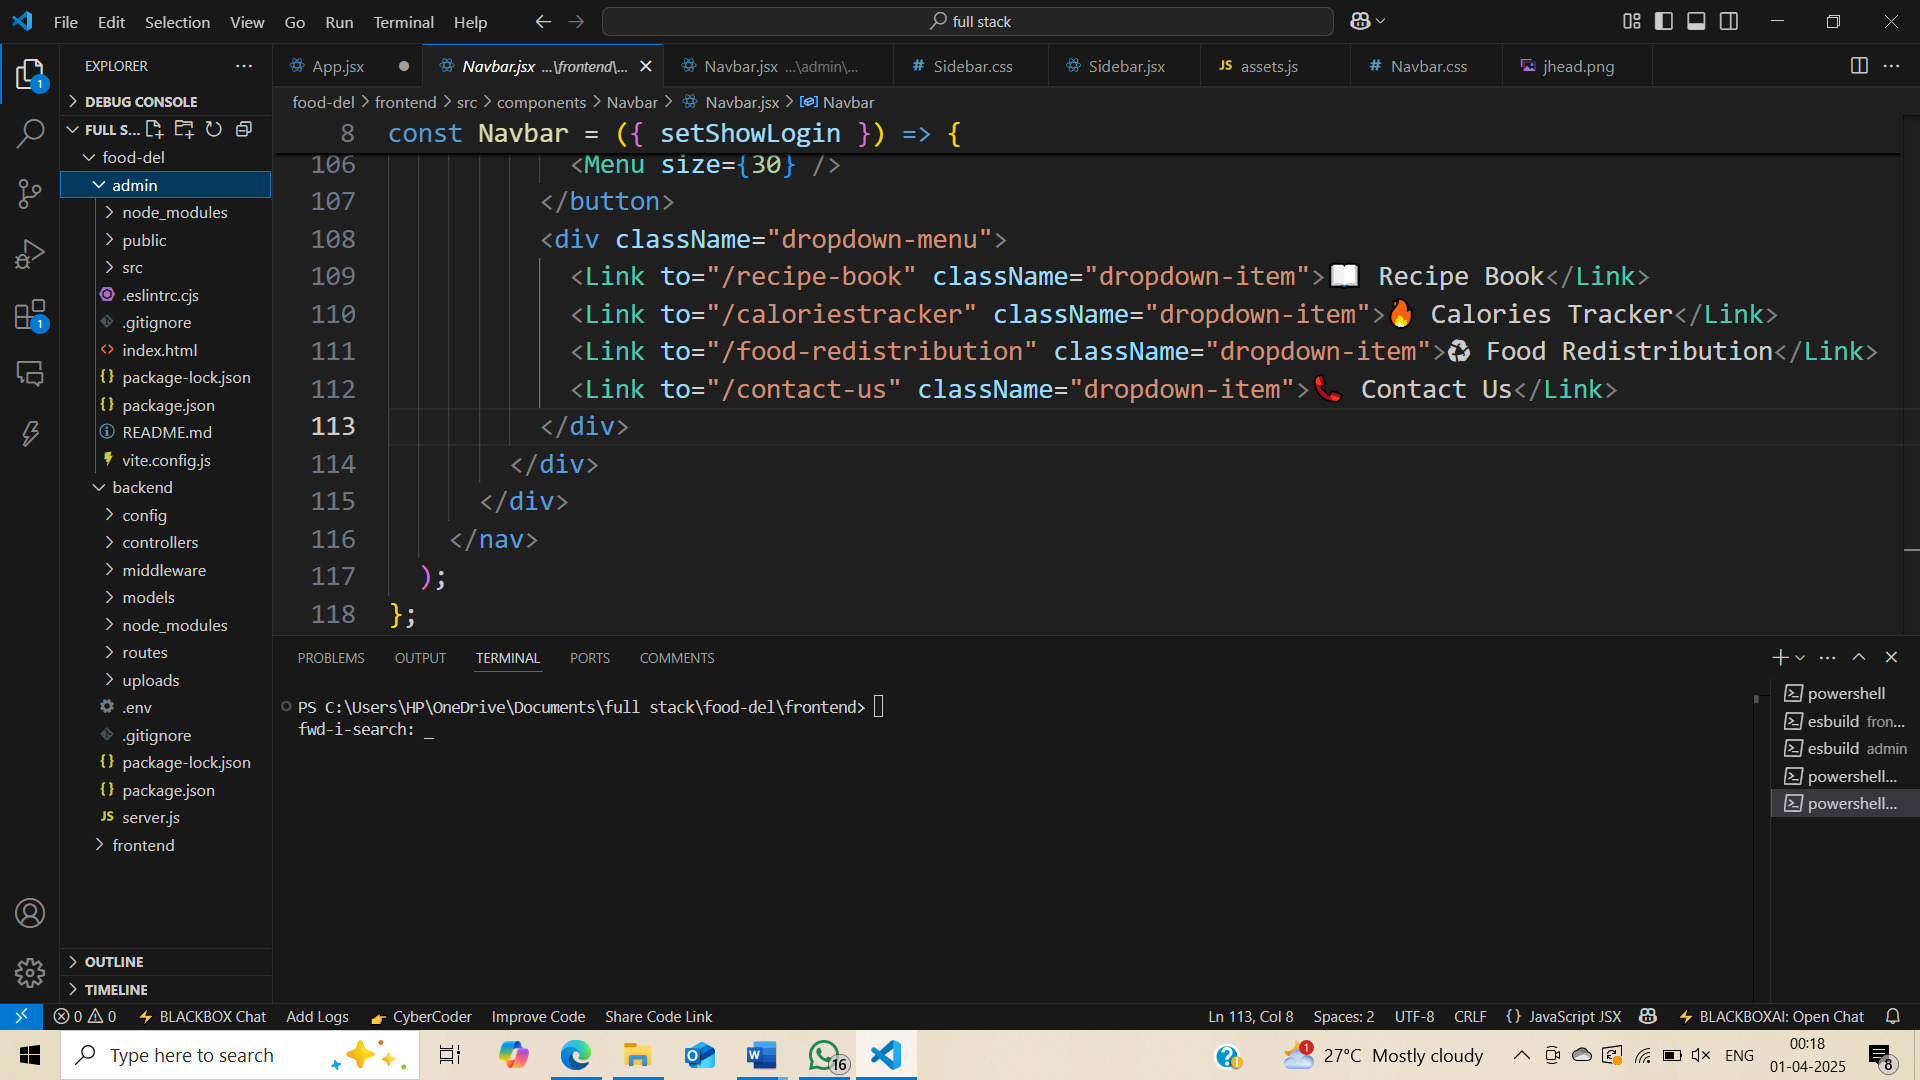 File Edit Selection View Go Run Terminal Help
full stack
EXPLORER
1
App.jsx
Navbar.jsx ...\frontend\...
Navbar.jsx ...\admin\...
# Sidebar.css
Sidebar.jsx
JS assets.js
# Navbar.css
jhead.png
DEBUG CONSOLE
food-del > frontend > src > components > Navbar > Navbar.jsx > Navbar
FULL S...
8 const Navbar = ({ setShowLogin }) => {
106 <Menu size={30} />
107 </button>
108 <div className="dropdown-menu">
109 <Link to="/recipe-book" className="dropdown-item">📖 Recipe Book</Link>
110 <Link to="/caloriestracker" className="dropdown-item">🔥 Calories Tracker</Link>
111 <Link to="/food-redistribution" className="dropdown-item">♻ Food Redistribution</Link>
112 <Link to="/contact-us" className="dropdown-item">📞 Contact Us</Link>
113 </div>
114 </div>
115 </div>
116 </nav>
117 );
118 };
food-del
admin
node_modules
public
src
.eslintrc.cjs
.gitignore
index.html
package-lock.json
package.json
README.md
vite.config.js
backend
config
controllers
middleware
models
node_modules
routes
uploads
.env
.gitignore
package-lock.json
package.json
JS server.js
frontend
1
OUTLINE
TIMELINE
PROBLEMS OUTPUT TERMINAL PORTS COMMENTS
PS C:\Users\HP\OneDrive\Documents\full stack\food-del\frontend>
fwd-i-search: _
powershell
esbuild fron...
esbuild admin
powershell...
powershell...
0 0 BLACKBOX Chat Add Logs CyberCoder Improve Code Share Code Link
Ln 113, Col 8 Spaces: 2 UTF-8 CRLF {} JavaScript JSX BLACKBOXAI: Open Chat
Type here to search
16
1
27°C Mostly cloudy
ENG
00:18
01-04-2025
8